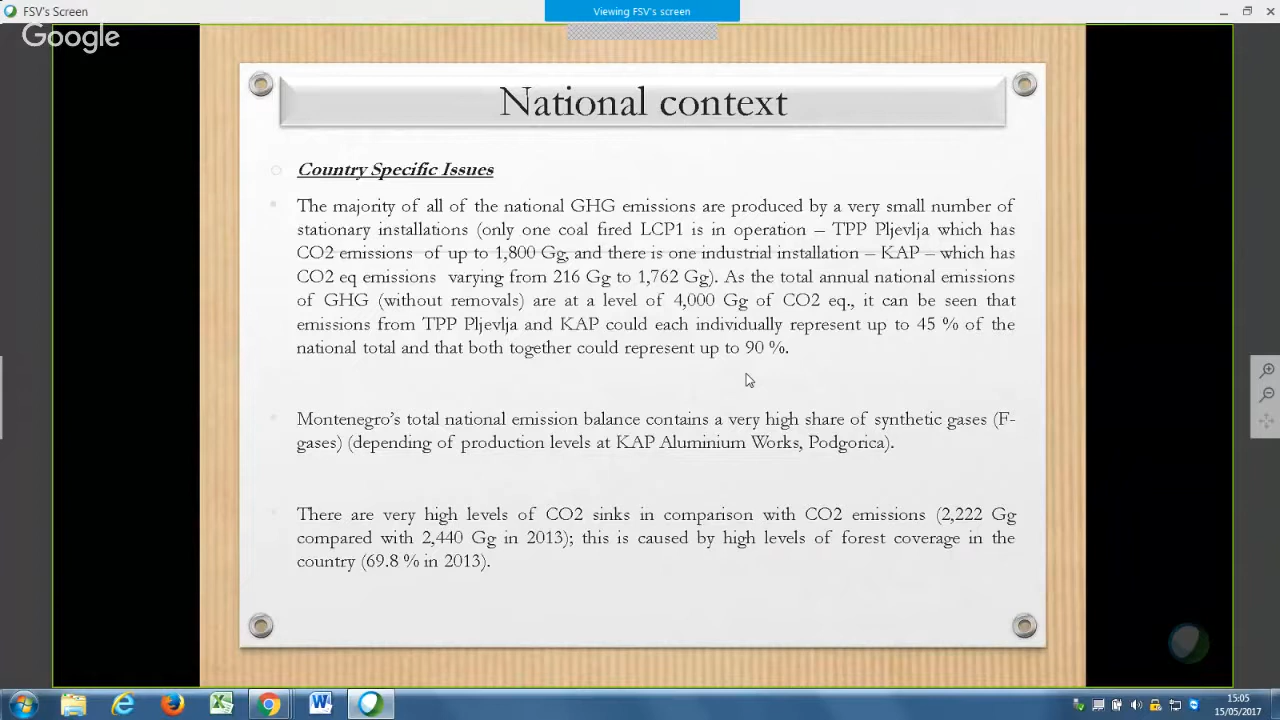 FSV's Screen
Viewing FSV's screen
Google
National context
Country Specific Issues
The majority of all of the national GHG emissions are produced by a very small number of
stationary installations (only one coal fired LCP1 is in operation – TPP Pljevlja which has
CO2 emissions of up to 1,800 Gg, and there is one industrial installation – KAP – which has
CO2 eq emissions varying from 216 Gg to 1,762 Gg). As the total annual national emissions
of GHG (without removals) are at a level of 4,000 Gg of CO2 eq., it can be seen that
emissions from TPP Pljevlja and KAP could each individually represent up to 45 % of the
national total and that both together could represent up to 90 %.
Montenegro's total national emission balance contains a very high share of synthetic gases (F-
gases) (depending of production levels at KAP Aluminium Works, Podgorica).
There are very high levels of CO2 sinks in comparison with CO2 emissions (2,222 Gg
compared with 2,440 Gg in 2013); this is caused by high levels of forest coverage in the
country (69.8 % in 2013).
15:05
15/05/2017